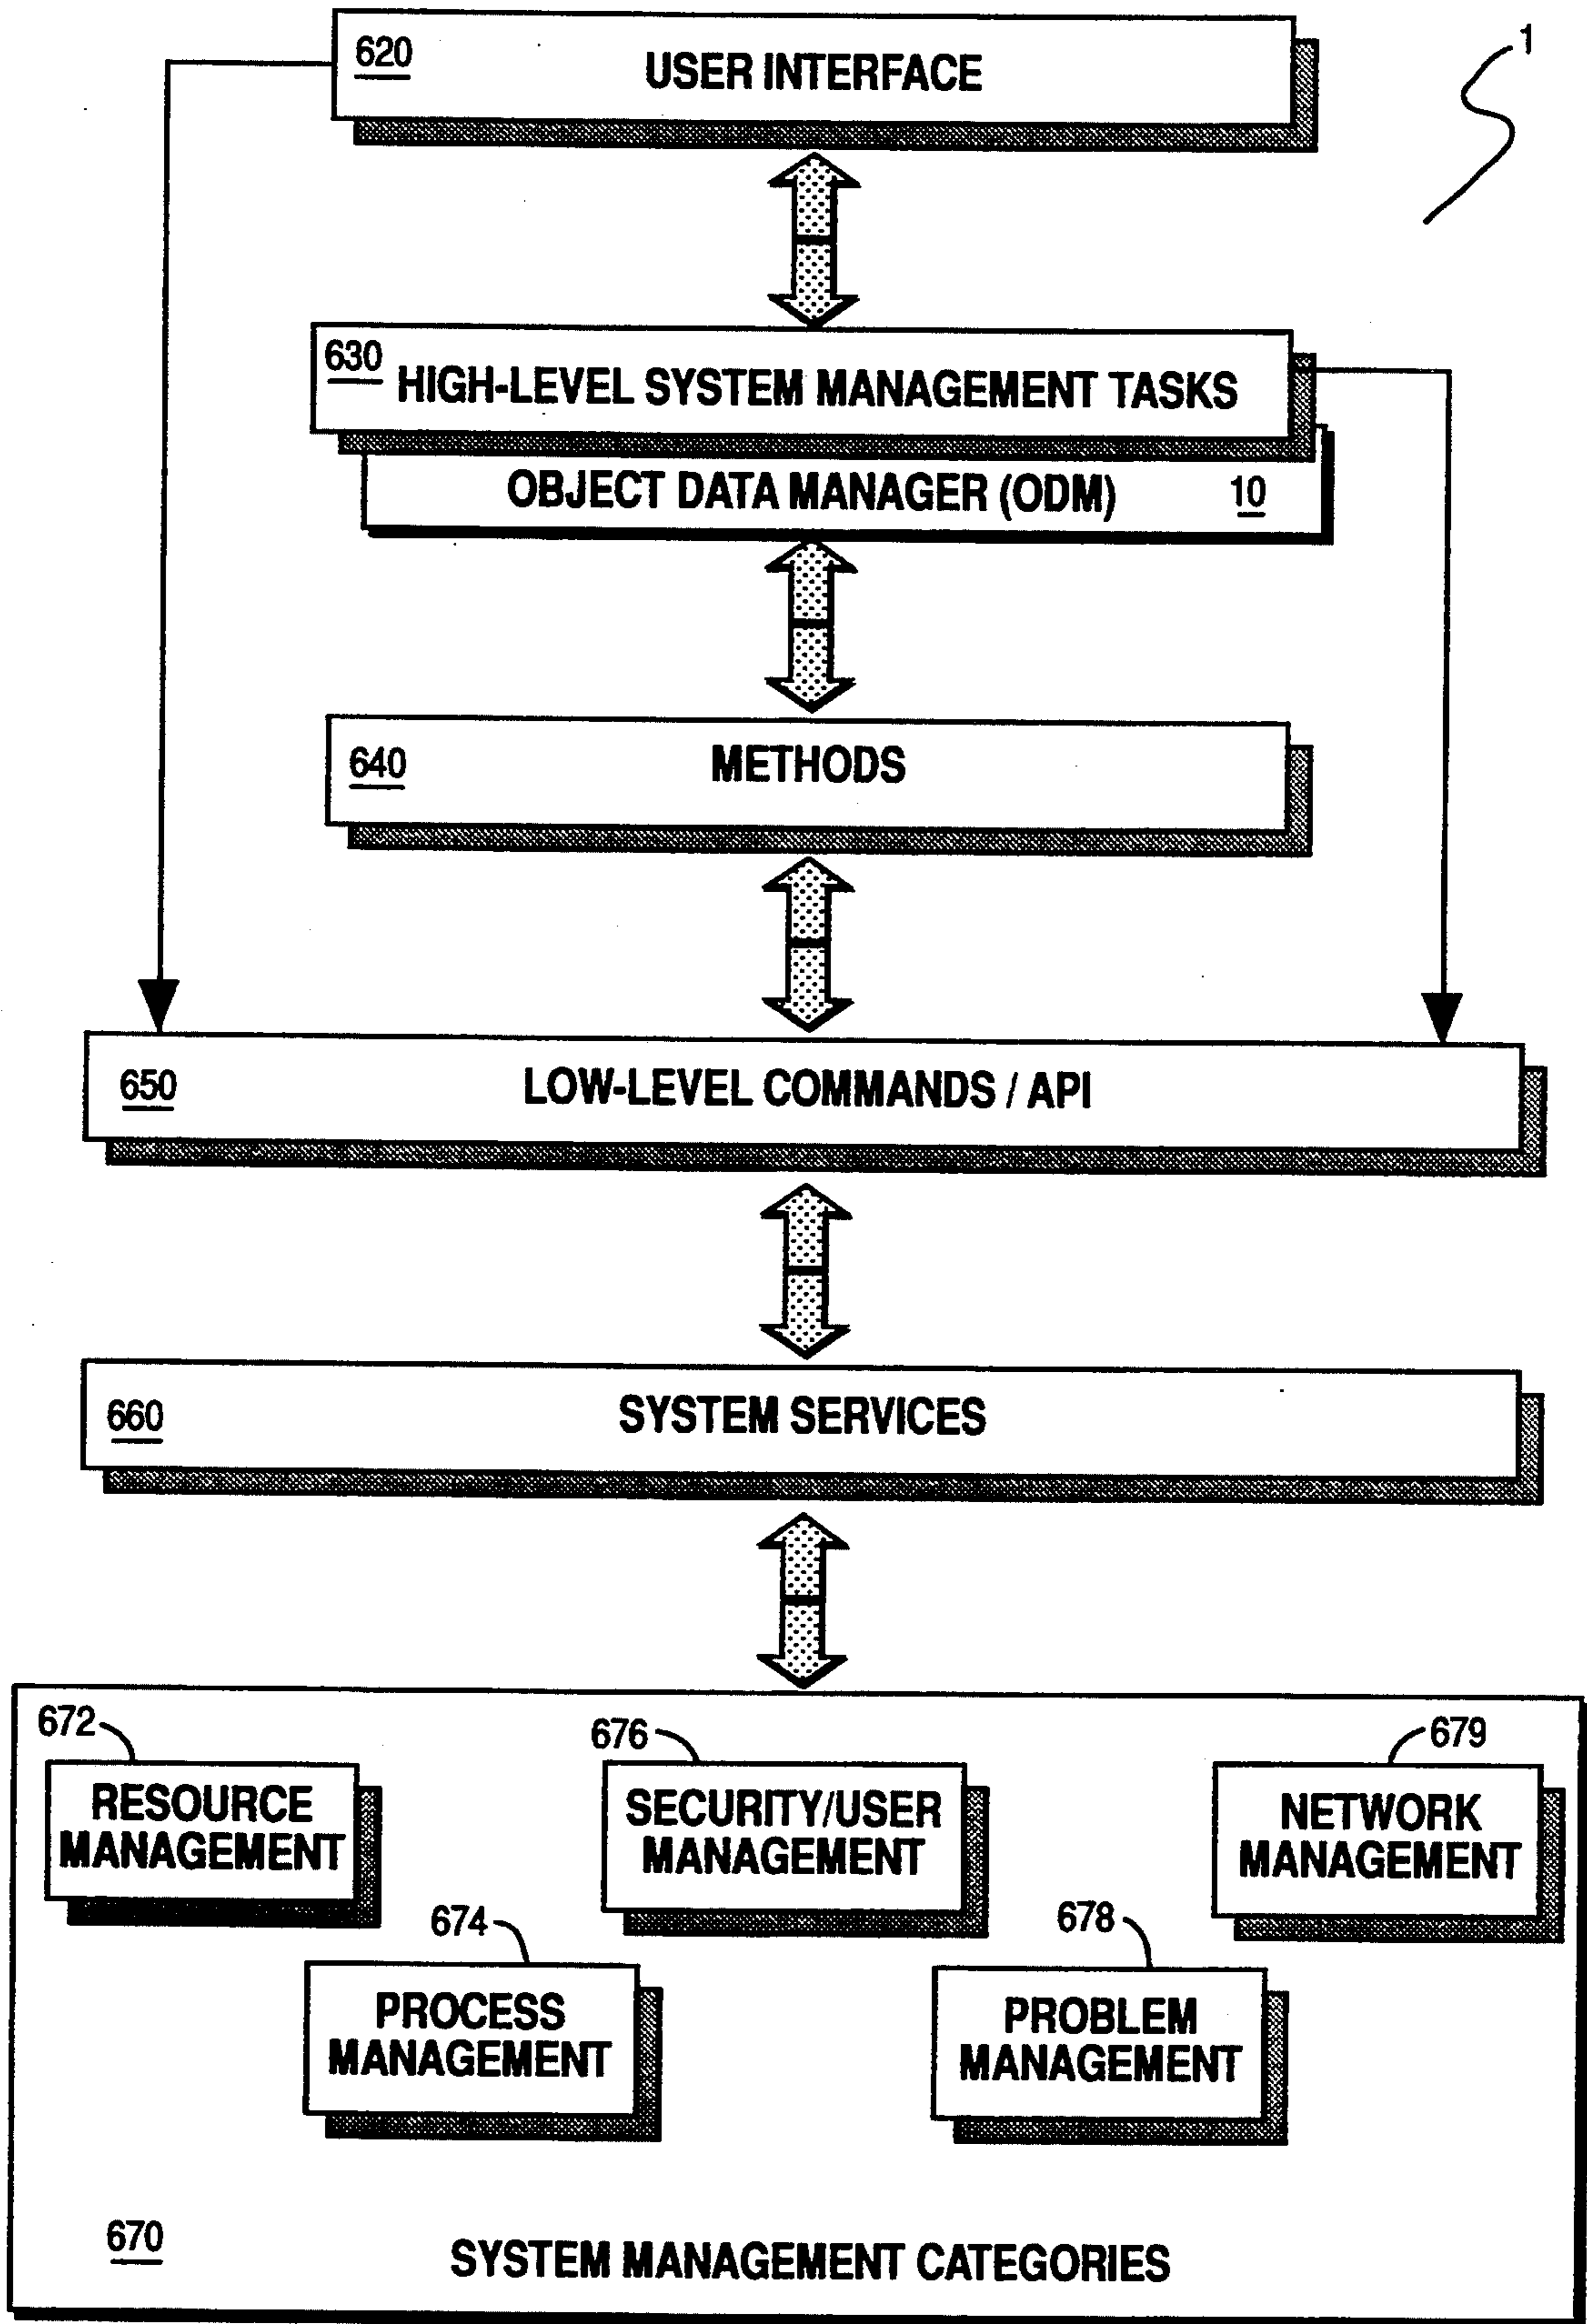 1
620
USER INTERFACE
630
HIGH-LEVEL SYSTEM MANAGEMENT TASKS
OBJECT DATA MANAGER (ODM) 10
640
METHODS
650
LOW-LEVEL COMMANDS / API
660
SYSTEM SERVICES
672
RESOURCE
MANAGEMENT
676
SECURITY/USER
MANAGEMENT
679
NETWORK
MANAGEMENT
674
PROCESS
MANAGEMENT
678
PROBLEM
MANAGEMENT
670
SYSTEM MANAGEMENT CATEGORIES